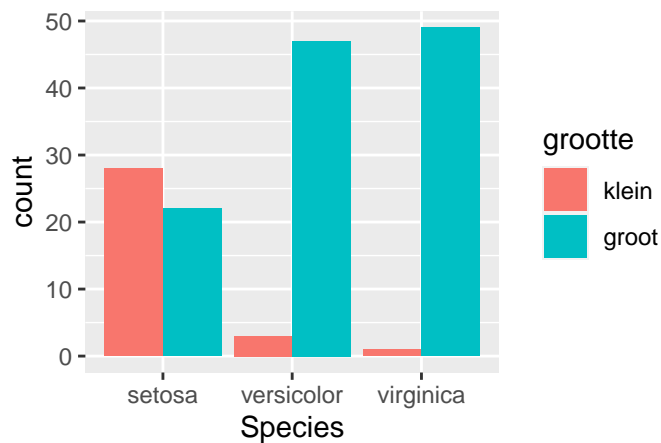 50
40
30
20
10
0
count
setosa
versicolor
virginica
Species
grootte
klein
groot